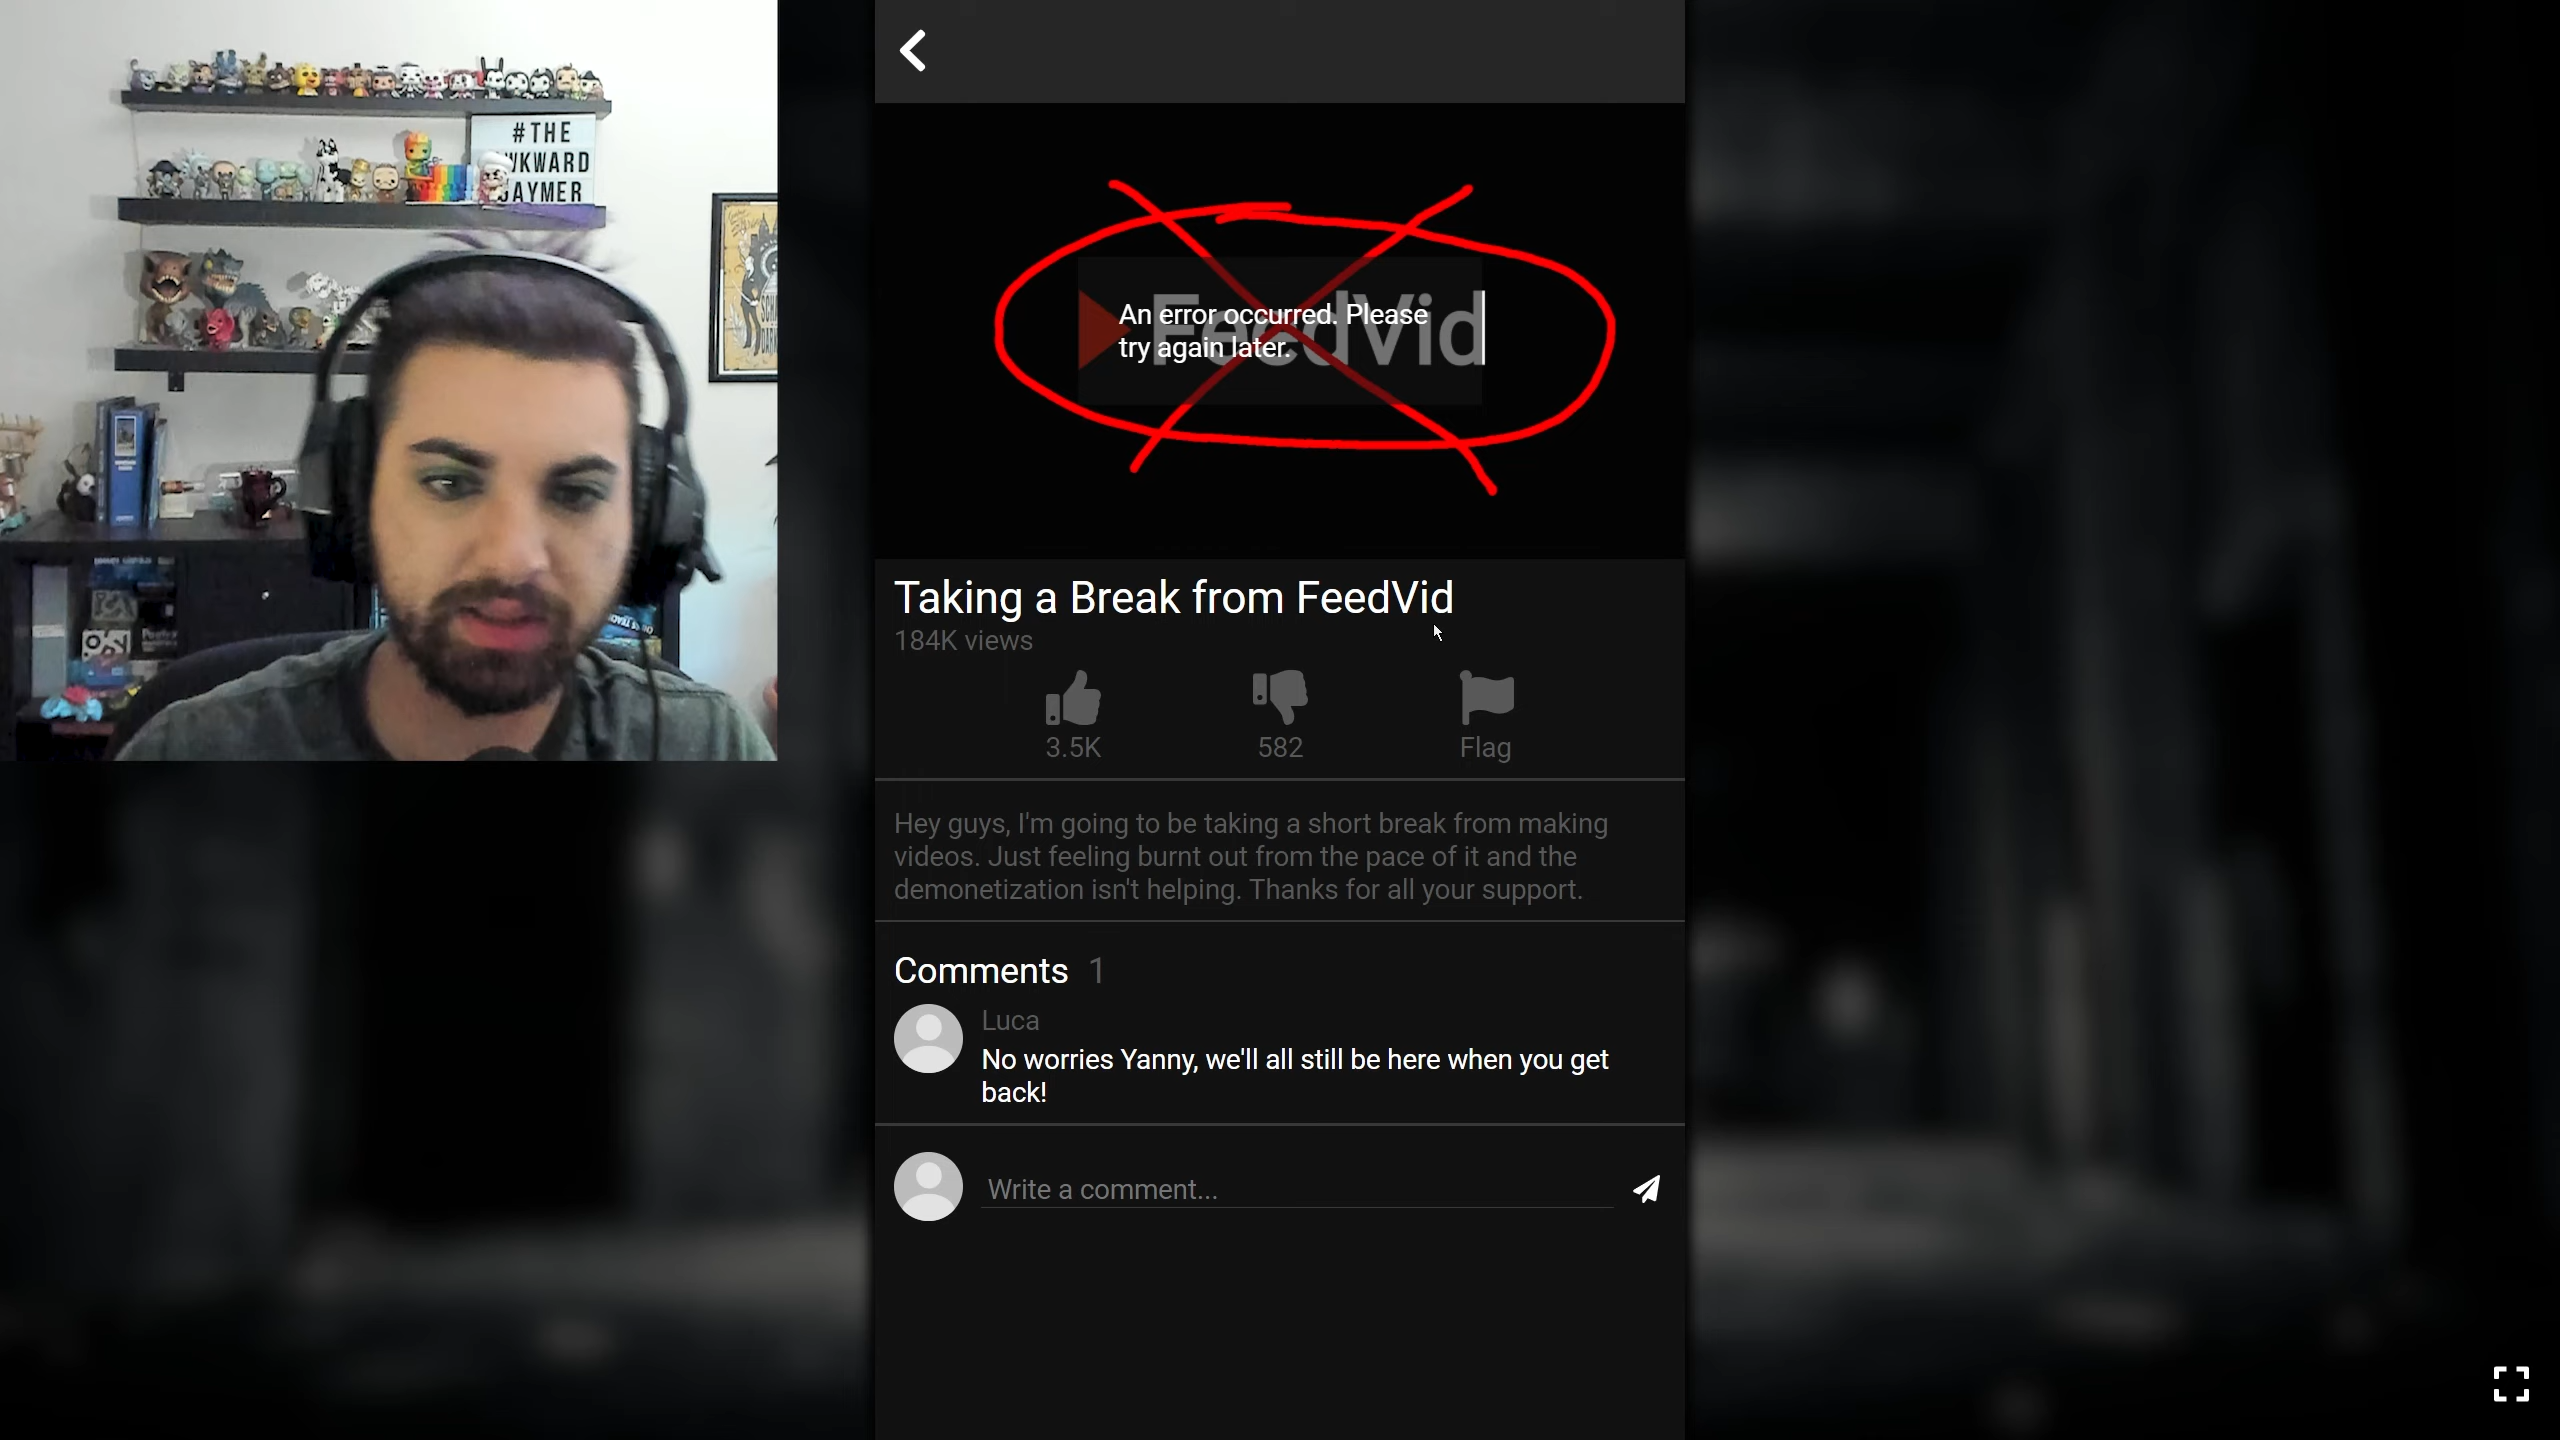 #THE
WKWARD
AYMER
FeedVid
An error occurred. Please
try again later.
Taking a Break from FeedVid
184K views
3.5K
582
Flag
Hey guys, I'm going to be taking a short break from making
videos. Just feeling burnt out from the pace of it and the
demonetization isn't helping. Thanks for all your support.
Comments 1
Luca
No worries Yanny, we'll all still be here when you get
back!
Write a comment...